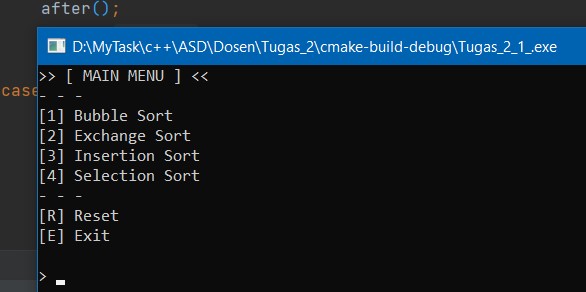 after();
case
D:\MyTask\c++\ASD\Dosen\Tugas_2\cmake-build-debug\Tugas_2_1_.exe
>> [ MAIN MENU ] <<
- - -
[1] Bubble Sort
[2] Exchange Sort
[3] Insertion Sort
[4] Selection Sort
- - -
[R] Reset
[E] Exit
> _